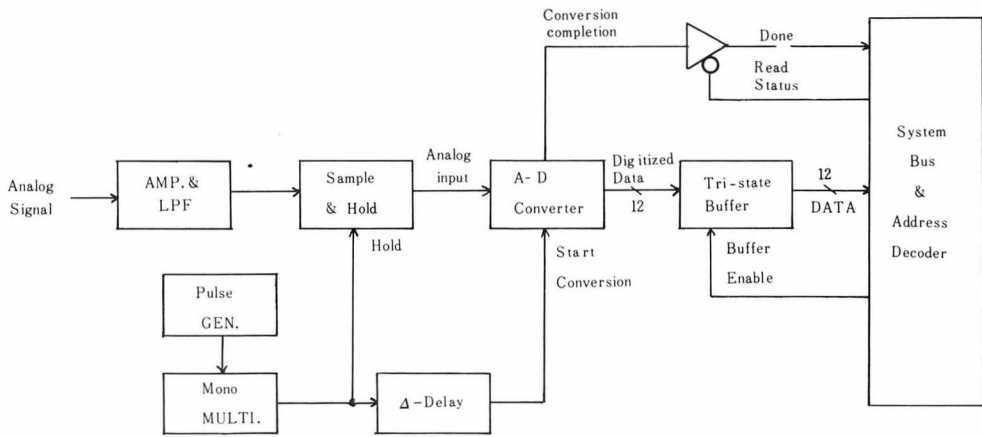 Conversion
completion
Done
Read
Status
System
Bus
&
Address
Decoder
Analog
Signal
AMP. &
LPF
Sample
& Hold
Analog
input
A-D
Converter
Digitized
Data
12
Tri-state
Buffer
12
DATA
Hold
Start
Conversion
Buffer
Enable
Pulse
GEN.
Mono
MULTI.
Δ-Delay